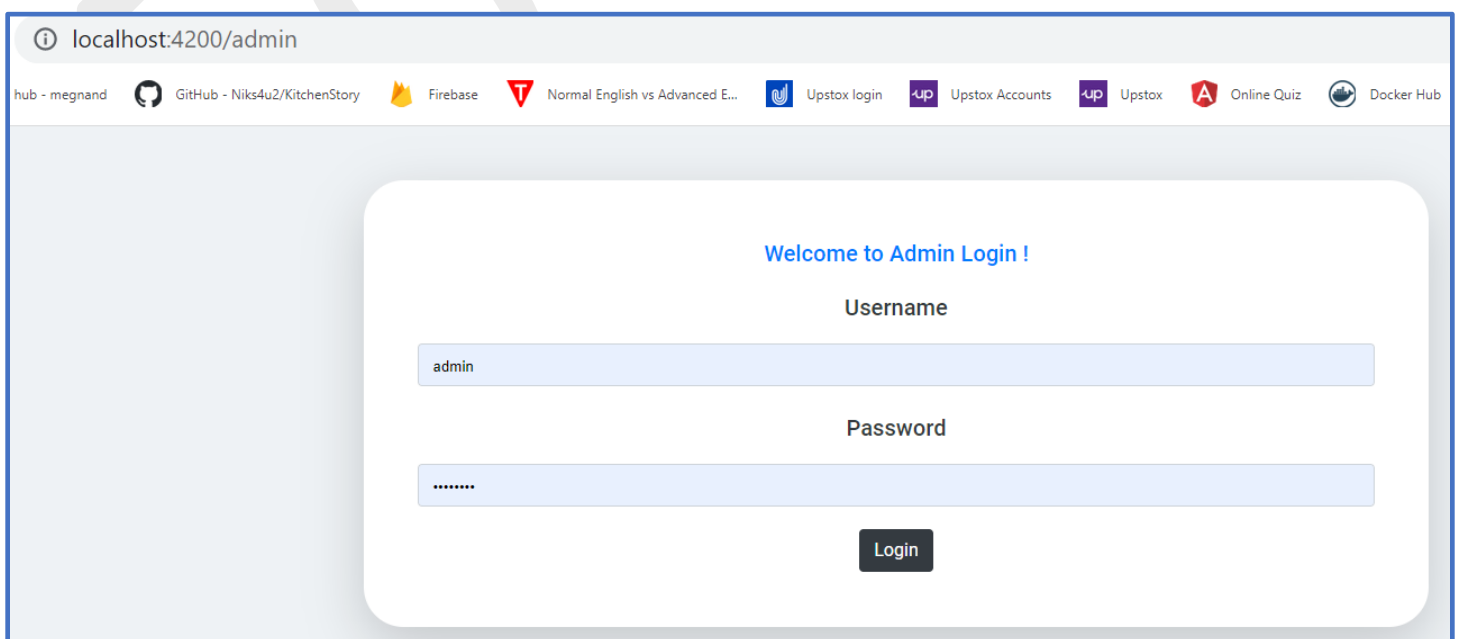 localhost:4200/admin
hub - megnand GitHub - Niks4u2/KitchenStory Firebase T Normal English vs Advanced E... U Upstox login up Upstox Accounts up Upstox A Online Quiz Docker Hub
Welcome to Admin Login !
Username
admin
Password
••••••••
Login